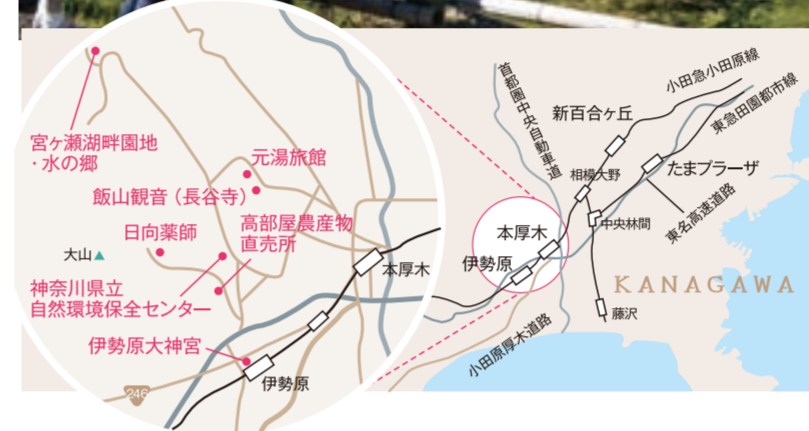 宮ヶ瀬湖畔園地
・水の郷
元湯旅館
飯山観音（長谷寺）
高部屋農産物
直売所
日向薬師
大山▲
神奈川県立
自然環境保全センター
伊勢原大神宮
本厚木
伊勢原
246
首都圏中央自動車道
新百合ヶ丘
小田急小田原線
東急田園都市線
相模大野
たまプラーザ
中央林間
東名高速道路
本厚木
伊勢原
KANAGAWA
藤沢
小田原厚木道路